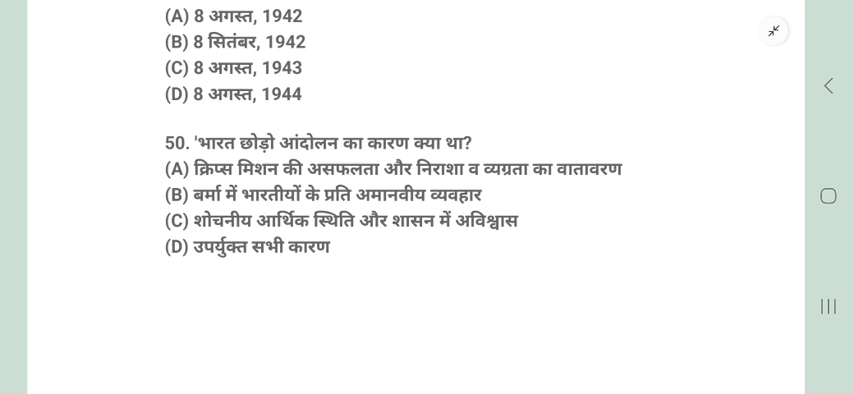 (A) 8 अगस्त, 1942
(B) 8 सितंबर, 1942
(C) 8 अगस्त, 1943
(D) 8 अगस्त, 1944
50. 'भारत छोड़ो आंदोलन का कारण क्या था?
(A) क्रिप्स मिशन की असफलता और निराशा व व्यग्रता का वातावरण
(B) बर्मा में भारतीयों के प्रति अमानवीय व्यवहार
(C) शोचनीय आर्थिक स्थिति और शासन में अविश्वास
(D) उपर्युक्त सभी कारण